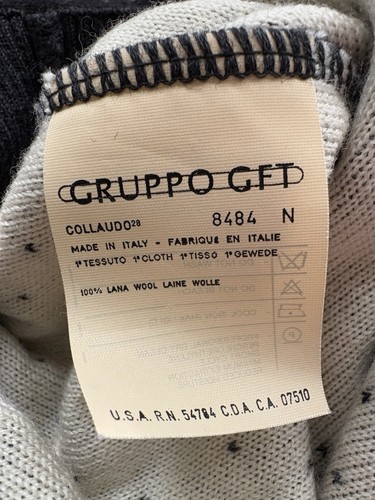 GRUPPO GFT
COLLAUDO28 8484 N
MADE IN ITALY - FABRIQUÉ EN ITALIE
1°TESSUTO 1°CLOTH 1°TISSO 1°GEWEDE
100% LANA WOOL LAINE WOLLE
U.S.A. R.N. 54784 C.D.A. C.A. 07510